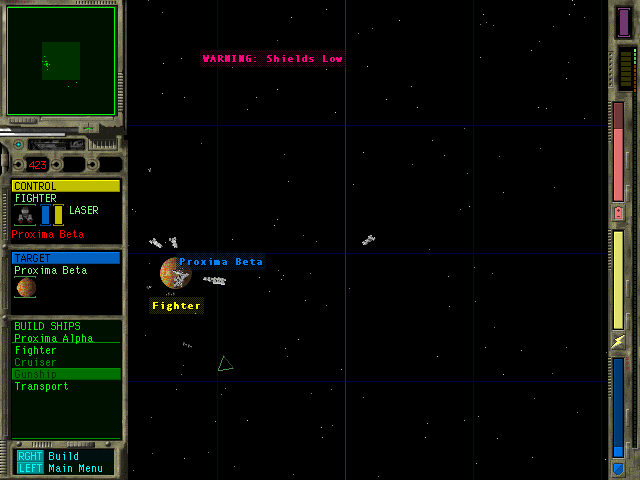 WARNING: Shields Low
423
CONTROL
FIGHTER
LASER
Proxima Beta
TARGET
Proxima Beta
Proxima Beta
Fighter
BUILD SHIPS
Proxima Alpha
Fighter
Cruiser
Gunship
Transport
RGHT Build
LEFT Main Menu